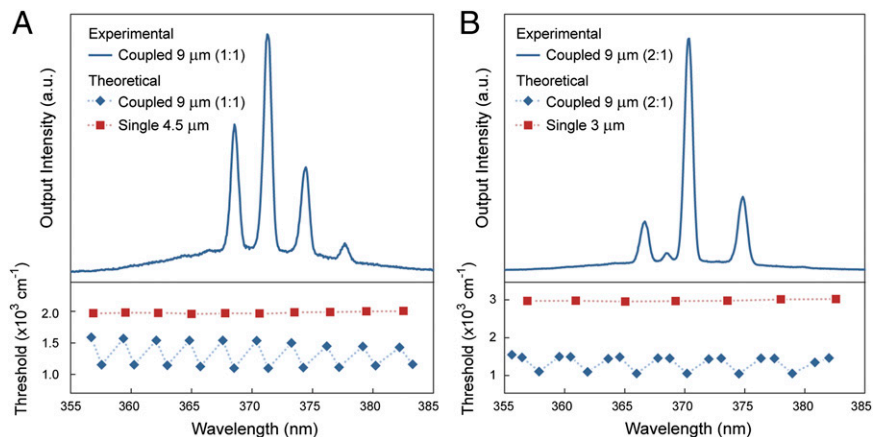 A
Experimental
Coupled 9 μm (1:1)
Theoretical
Coupled 9 μm (1:1)
Single 4.5 μm
Output Intensity (a.u.)
Threshold (x10³ cm⁻¹)
2.0
1.5
1.0
355 360 365 370 375 380 385
Wavelength (nm)
B
Experimental
Coupled 9 μm (2:1)
Theoretical
Coupled 9 μm (2:1)
Single 3 μm
Output Intensity (a.u.)
Threshold (x10³ cm⁻¹)
3
2
1
355 360 365 370 375 380 385
Wavelength (nm)